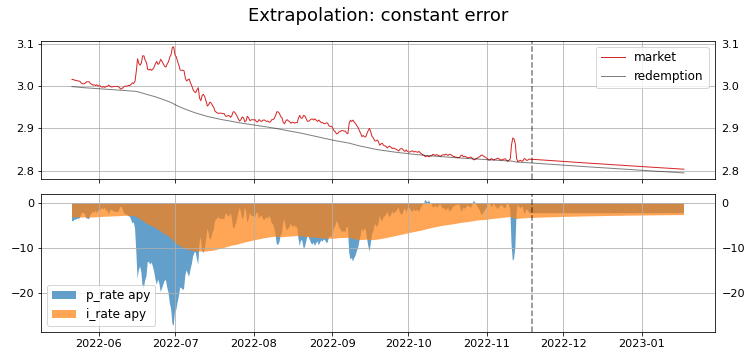 Extrapolation: constant error
3.1
3.0
2.9
2.8
3.1
3.0
2.9
2.8
market
redemption
0
−10
−20
0
−10
−20
p_rate apy
i_rate apy
2022-06 2022-07 2022-08 2022-09 2022-10 2022-11 2022-12 2023-01